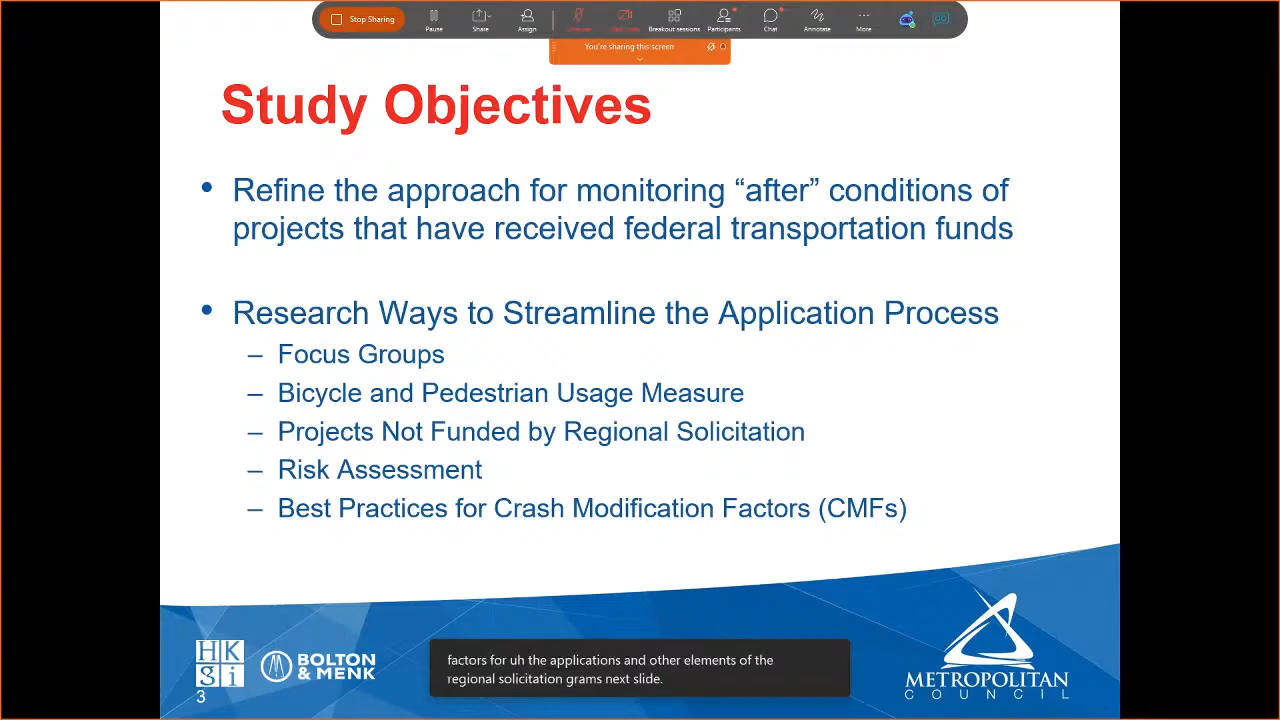 Stop Sharing
Pause
Share
Assign
Breakout sessions
Participants
Chat
Annotate
More
You're sharing this screen
Study Objectives
• Refine the approach for monitoring “after” conditions of
projects that have received federal transportation funds
• Research Ways to Streamline the Application Process
– Focus Groups
– Bicycle and Pedestrian Usage Measure
– Projects Not Funded by Regional Solicitation
– Risk Assessment
– Best Practices for Crash Modification Factors (CMFs)
HK
gi
BOLTON
& MENK
factors for uh the applications and other elements of the
regional solicitation grams next slide.
METROPOLITAN
COUNCIL
3